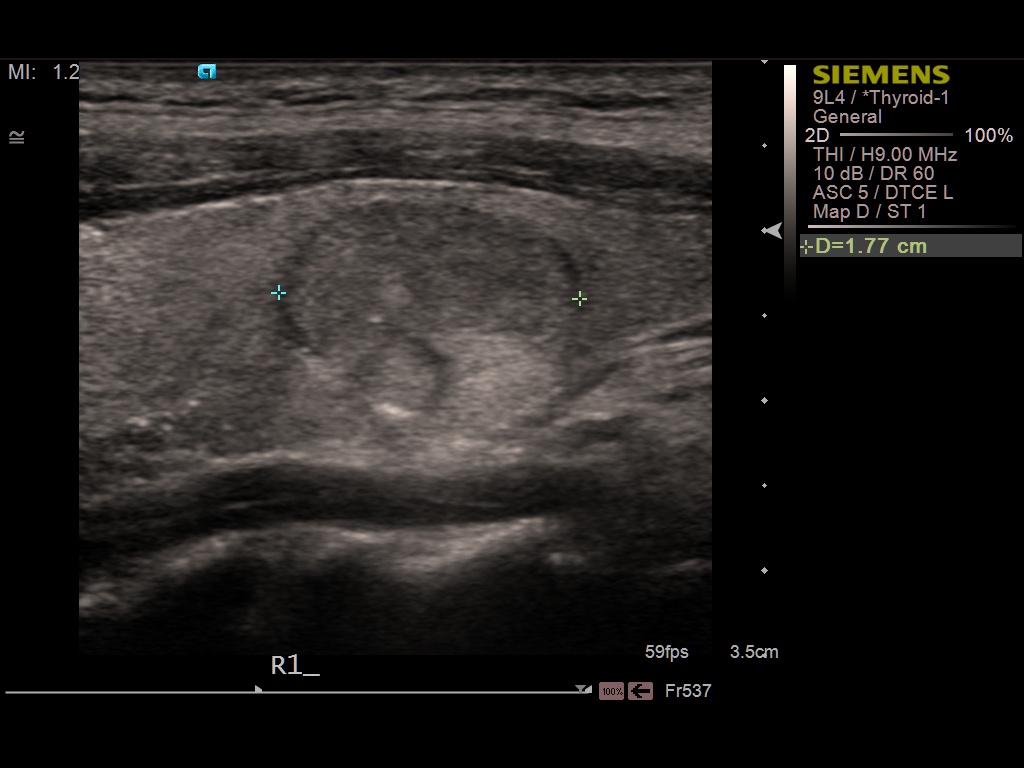 MI: 1.2
SIEMENS
9L4 / *Thyroid-1
General
2D 100%
THI / H9.00 MHz
10 dB / DR 60
ASC 5 / DTCE L
Map D / ST 1
D=1.77 cm
59fps 3.5cm
R1_
100% Fr537